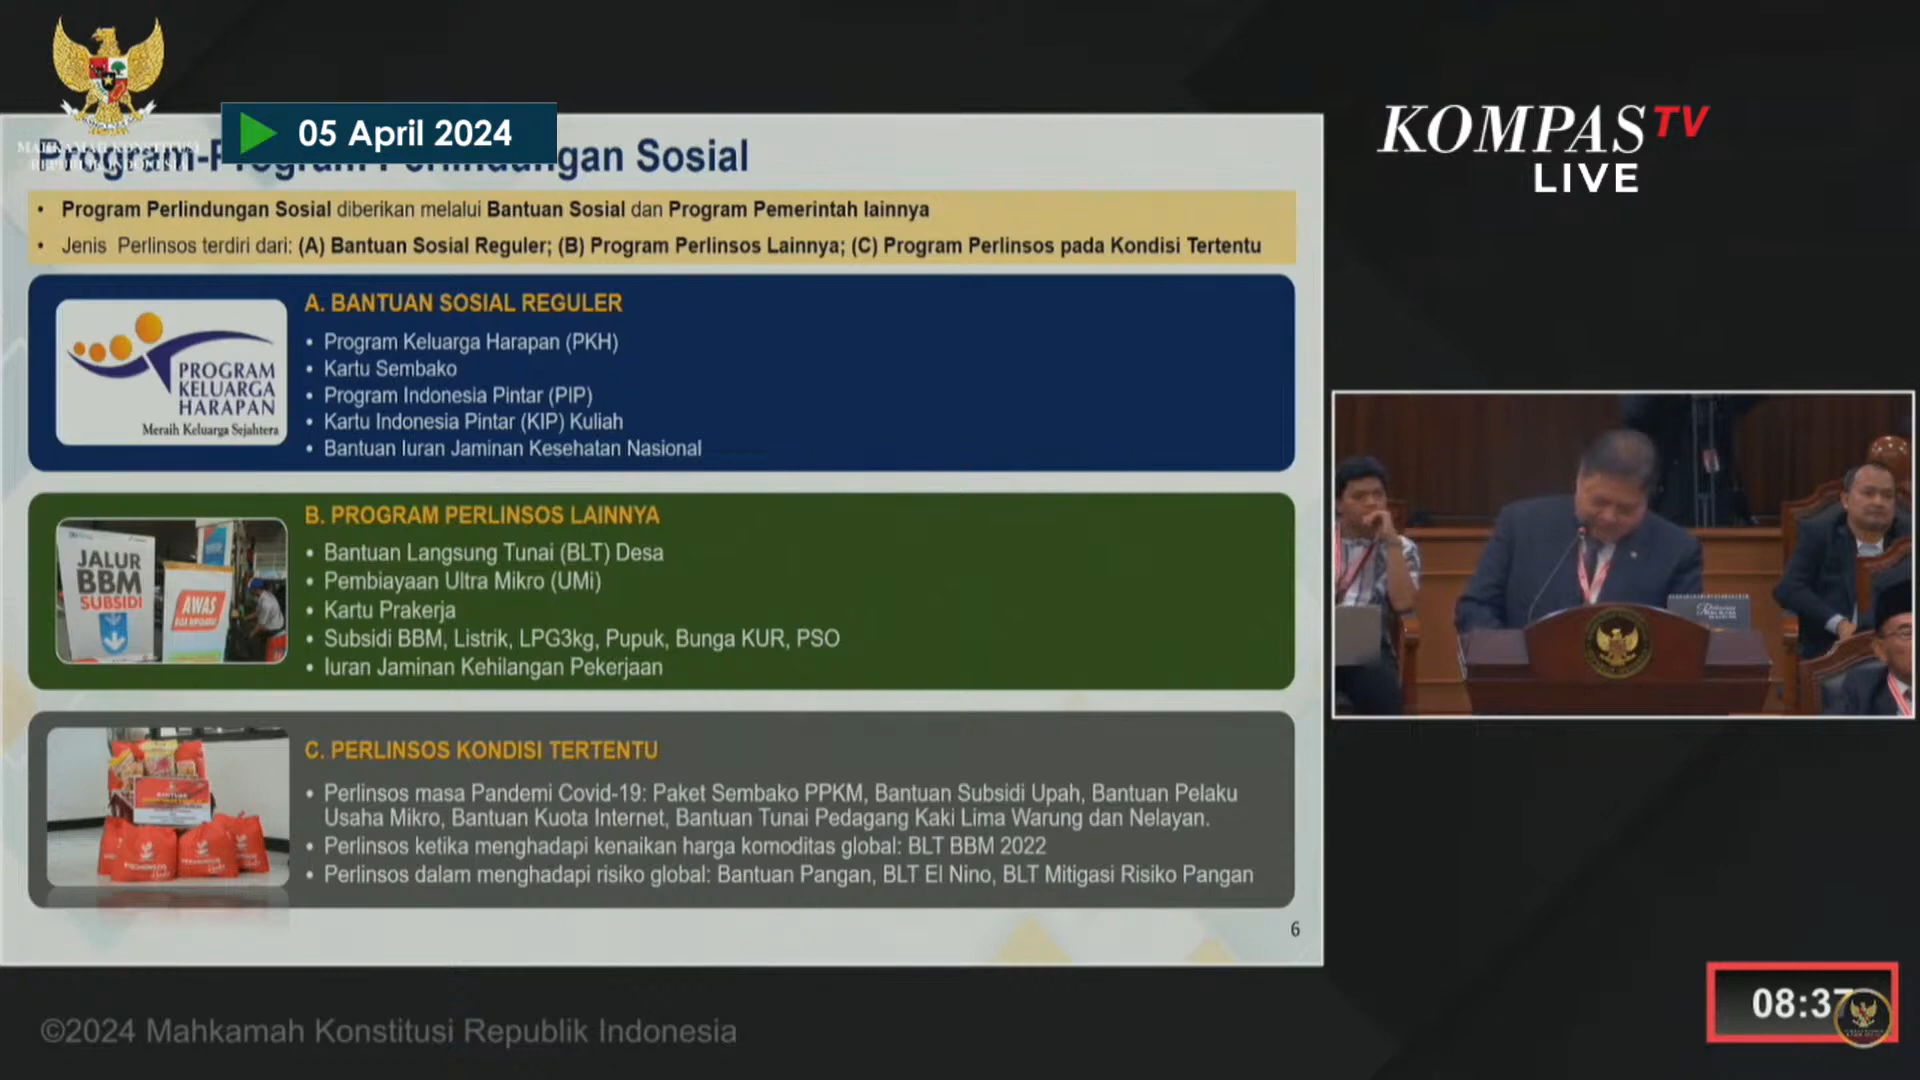 05 April 2024
KOMPAS TV
LIVE
MAHKAMAH KONSTITUSI
REPUBLIK INDONESIA
Program-Program Perlindungan Sosial
• Program Perlindungan Sosial diberikan melalui Bantuan Sosial dan Program Pemerintah lainnya
• Jenis Perlinsos terdiri dari: (A) Bantuan Sosial Reguler; (B) Program Perlinsos Lainnya; (C) Program Perlinsos pada Kondisi Tertentu
PROGRAM
KELUARGA
HARAPAN
Meraih Keluarga Sejahtera
A. BANTUAN SOSIAL REGULER
• Program Keluarga Harapan (PKH)
• Kartu Sembako
• Program Indonesia Pintar (PIP)
• Kartu Indonesia Pintar (KIP) Kuliah
• Bantuan Iuran Jaminan Kesehatan Nasional
JALUR
BBM
SUBSIDI
AWAS
B. PROGRAM PERLINSOS LAINNYA
• Bantuan Langsung Tunai (BLT) Desa
• Pembiayaan Ultra Mikro (UMi)
• Kartu Prakerja
• Subsidi BBM, Listrik, LPG3kg, Pupuk, Bunga KUR, PSO
• Iuran Jaminan Kehilangan Pekerjaan
BANTUAN
C. PERLINSOS KONDISI TERTENTU
• Perlinsos masa Pandemi Covid-19: Paket Sembako PPKM, Bantuan Subsidi Upah, Bantuan Pelaku
Usaha Mikro, Bantuan Kuota Internet, Bantuan Tunai Pedagang Kaki Lima Warung dan Nelayan.
• Perlinsos ketika menghadapi kenaikan harga komoditas global: BLT BBM 2022
• Perlinsos dalam menghadapi risiko global: Bantuan Pangan, BLT El Nino, BLT Mitigasi Risiko Pangan
6
©2024 Mahkamah Konstitusi Republik Indonesia
08:37